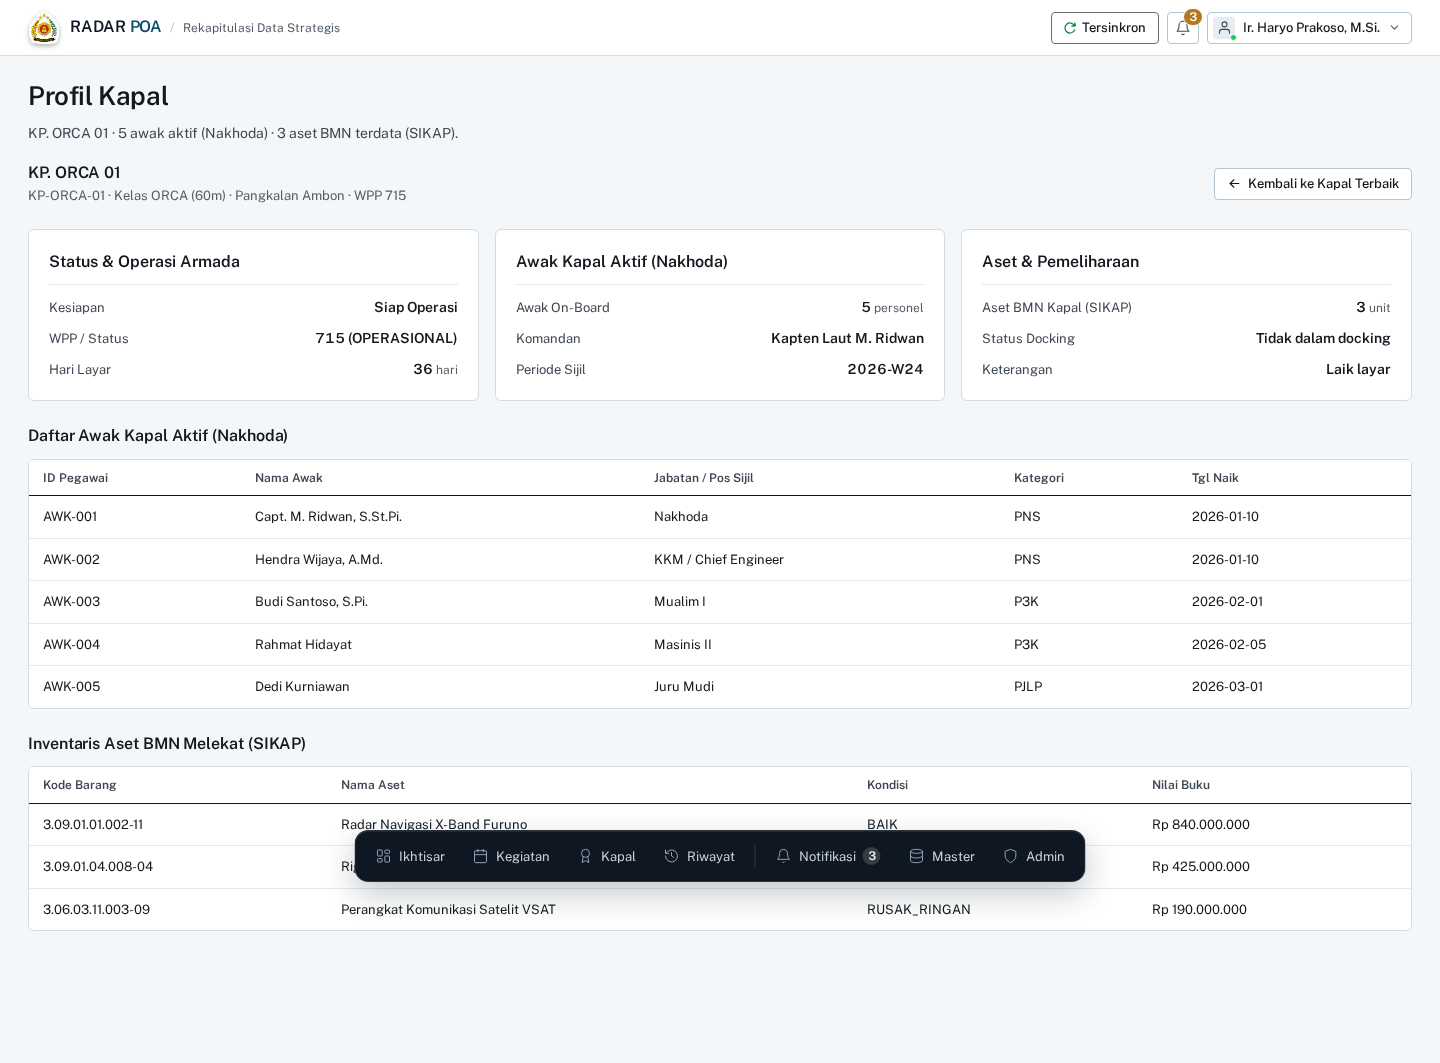 RADAR POA / Rekapitulasi Data Strategis
Tersinkron
3
Ir. Haryo Prakoso, M.Si.
Profil Kapal
KP. ORCA 01 · 5 awak aktif (Nakhoda) · 3 aset BMN terdata (SIKAP).
KP. ORCA 01
KP-ORCA-01 · Kelas ORCA (60m) · Pangkalan Ambon · WPP 715
← Kembali ke Kapal Terbaik
Status & Operasi Armada
Kesiapan Siap Operasi
WPP / Status 715 (OPERASIONAL)
Hari Layar 36 hari
Awak Kapal Aktif (Nakhoda)
Awak On-Board 5 personel
Komandan Kapten Laut M. Ridwan
Periode Sijil 2026-W24
Aset & Pemeliharaan
Aset BMN Kapal (SIKAP) 3 unit
Status Docking Tidak dalam docking
Keterangan Laik layar
Daftar Awak Kapal Aktif (Nakhoda)
ID Pegawai Nama Awak Jabatan / Pos Sijil Kategori Tgl Naik
AWK-001 Capt. M. Ridwan, S.St.Pi. Nakhoda PNS 2026-01-10
AWK-002 Hendra Wijaya, A.Md. KKM / Chief Engineer PNS 2026-01-10
AWK-003 Budi Santoso, S.Pi. Mualim I P3K 2026-02-01
AWK-004 Rahmat Hidayat Masinis II P3K 2026-02-05
AWK-005 Dedi Kurniawan Juru Mudi PJLP 2026-03-01
Inventaris Aset BMN Melekat (SIKAP)
Kode Barang Nama Aset Kondisi Nilai Buku
3.09.01.01.002-11 Radar Navigasi X-Band Furuno BAIK Rp 840.000.000
3.09.01.04.008-04 Rp 425.000.000
3.06.03.11.003-09 Perangkat Komunikasi Satelit VSAT RUSAK_RINGAN Rp 190.000.000
Ikhtisar Kegiatan Kapal Riwayat Notifikasi 3 Master Admin